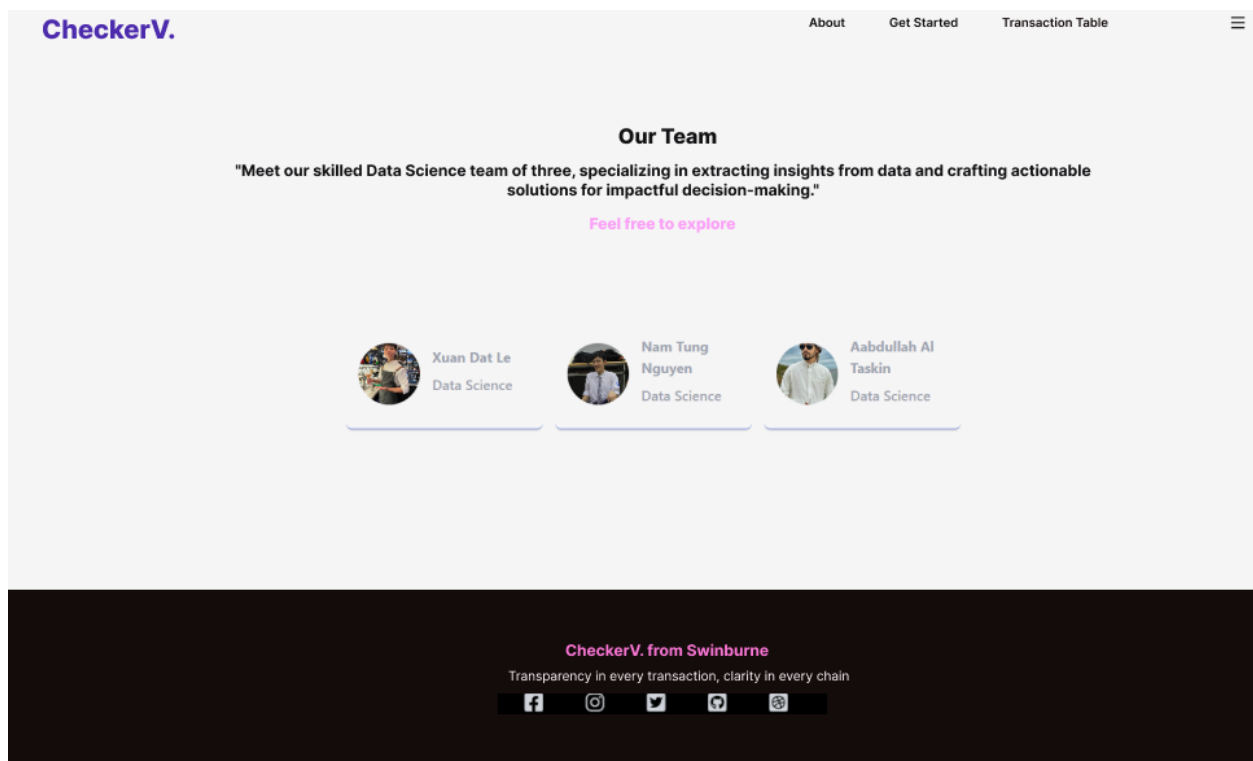 CheckerV.
About
Get Started
Transaction Table
Our Team
"Meet our skilled Data Science team of three, specializing in extracting insights from data and crafting actionable
solutions for impactful decision-making."
Feel free to explore
Xuan Dat Le
Data Science
Nam Tung
Nguyen
Data Science
Aabdullah Al
Taskin
Data Science
CheckerV. from Swinburne
Transparency in every transaction, clarity in every chain